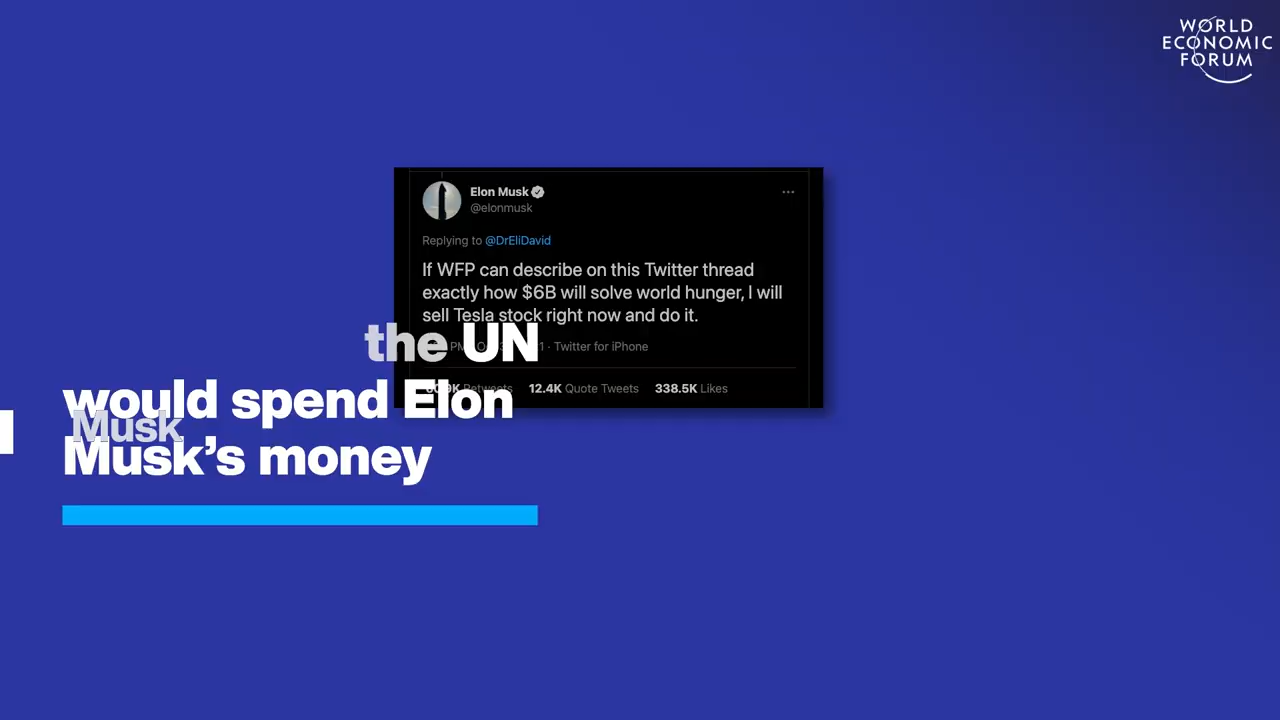 WORLD
ECONOMIC
FORUM
Elon Musk
@elonmusk
Replying to @DrEliDavid
If WFP can describe on this Twitter thread
exactly how $6B will solve world hunger, I will
sell Tesla stock right now and do it.
PM · Twitter for iPhone
Retweets 12.4K Quote Tweets 338.5K Likes
the UN
would spend Elon
Musk
Musk’s money